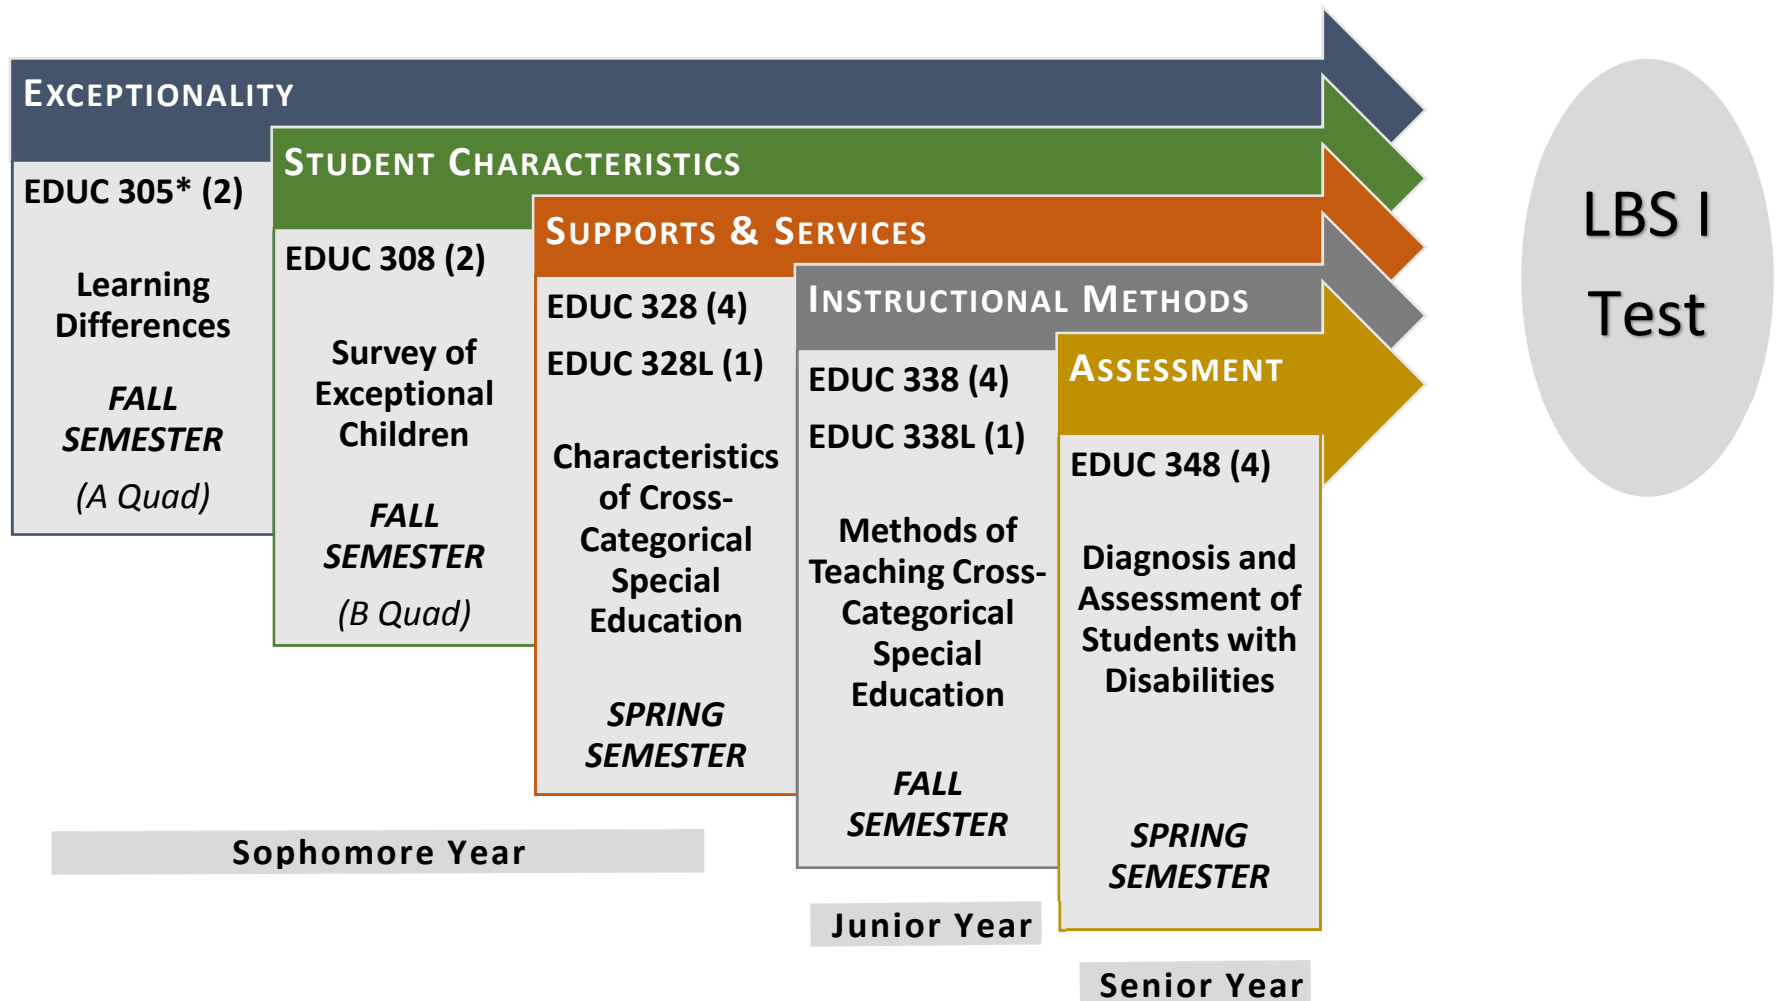 EXCEPTIONALITY
EDUC 305* (2)
Learning
Differences
FALL
SEMESTER
(A Quad)
STUDENT CHARACTERISTICS
EDUC 308 (2)
Survey of
Exceptional
Children
FALL
SEMESTER
(B Quad)
SUPPORTS & SERVICES
EDUC 328 (4)
EDUC 328L (1)
Characteristics
of Cross-
Categorical
Special
Education
SPRING
SEMESTER
INSTRUCTIONAL METHODS
EDUC 338 (4)
EDUC 338L (1)
Methods of
Teaching Cross-
Categorical
Special
Education
FALL
SEMESTER
ASSESSMENT
EDUC 348 (4)
Diagnosis and
Assessment of
Students with
Disabilities
SPRING
SEMESTER
LBS I
Test
Sophomore Year
Junior Year
Senior Year